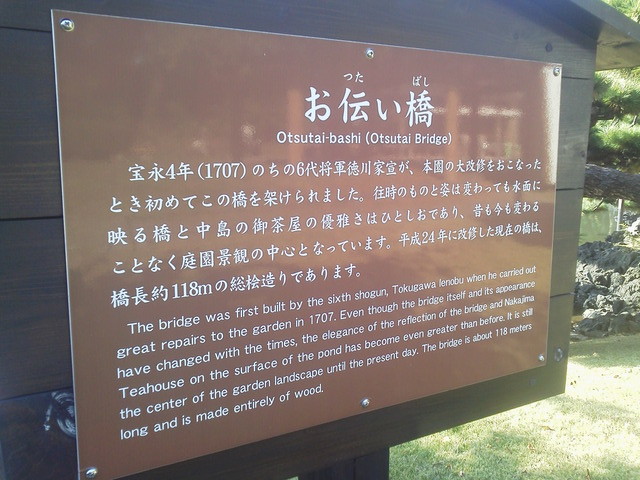 つた ばし
お伝い橋
Otsutai-bashi (Otsutai Bridge)
宝永4年(1707)のちの6代将軍徳川家宣が、本園の大改修をおこなった
とき初めてこの橋を架けられました。往時のものと姿は変わっても水面に
映る橋と中島の御茶屋の優雅さはひとしおであり、昔も今も変わる
ことなく庭園景観の中心となっています。平成24年に改修した現在の橋は、
橋長約118mの総桧造りであります。
The bridge was first built by the sixth shogun, Tokugawa Ienobu when he carried out
great repairs to the garden in 1707. Even though the bridge itself and its appearance
have changed with the times, the elegance of the reflection of the bridge and Nakajima
Teahouse on the surface of the pond has become even greater than before. It is still
the center of the garden landscape until the present day. The bridge is about 118 meters
long and is made entirely of wood.